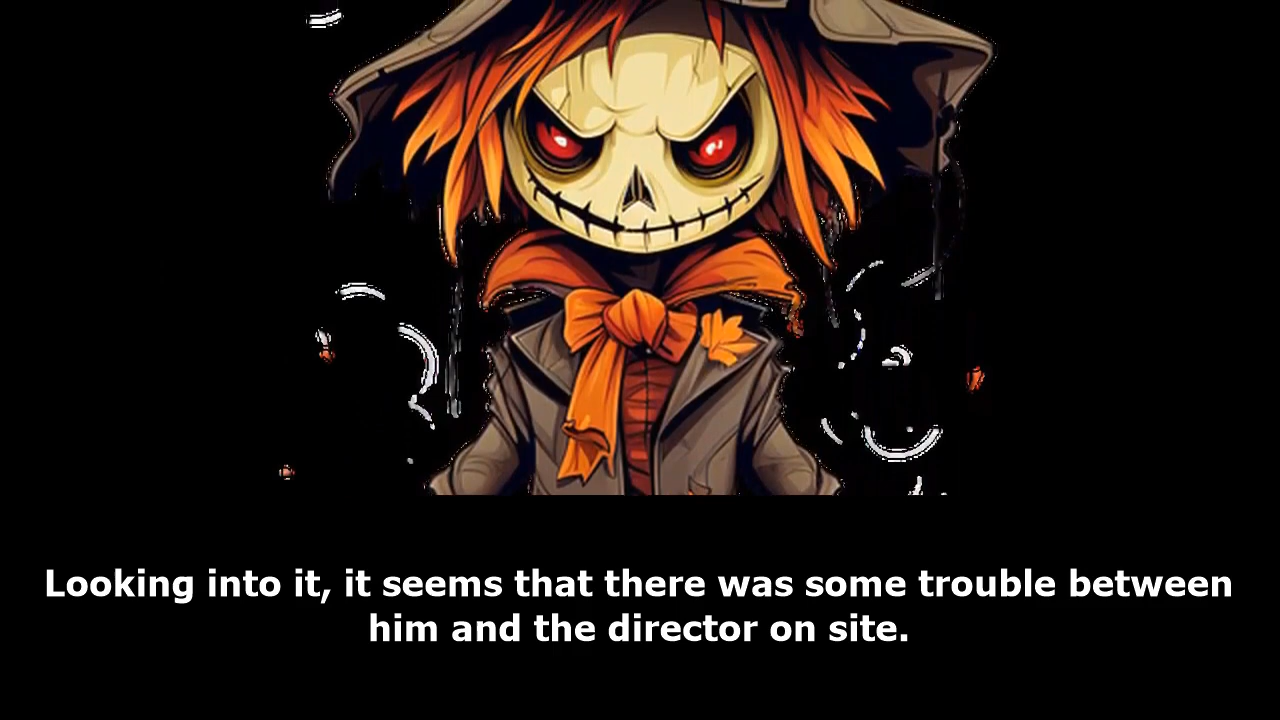 Looking into it, it seems that there was some trouble between
him and the director on site.